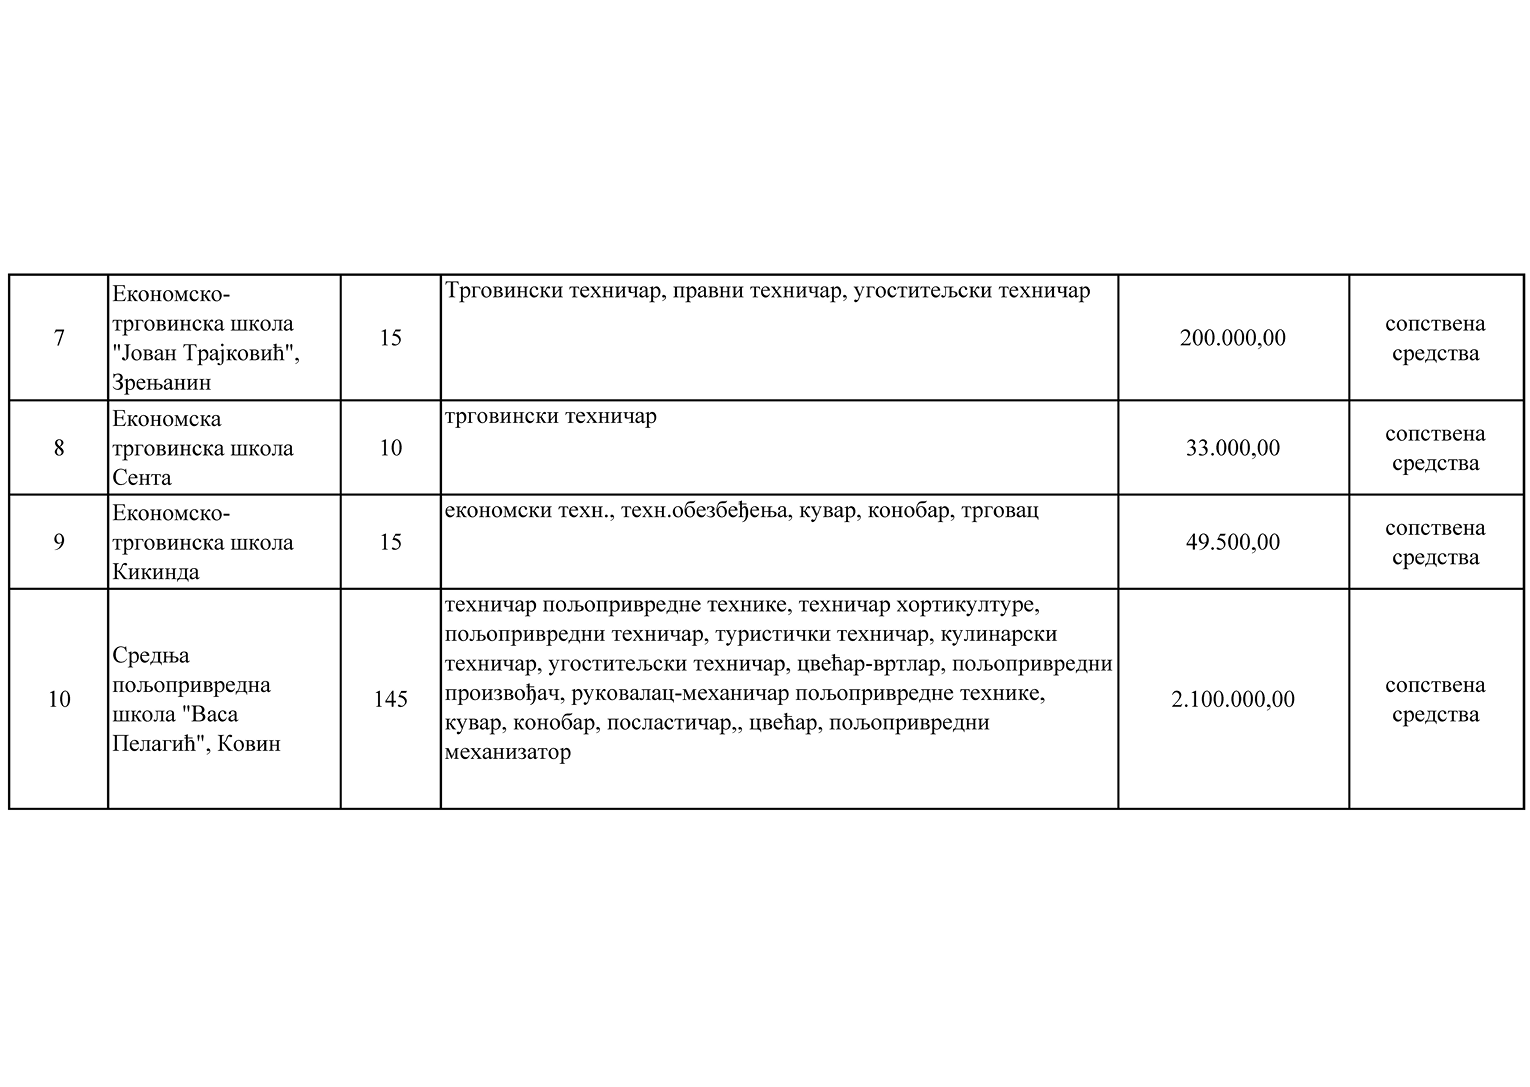 7
Економско-
трговинска школа
"Јован Трајковић",
Зрењанин
15
Трговински техничар, правни техничар, угоститељски техничар
200.000,00
сопствена
средства
8
Економска
трговинска школа
Сента
10
трговински техничар
33.000,00
сопствена
средства
9
Економско-
трговинска школа
Кикинда
15
економски техн., техн.обезбеђења, кувар, конобар, трговац
49.500,00
сопствена
средства
10
Средња
пољопривредна
школа "Васа
Пелагић", Ковин
145
техничар пољопривредне технике, техничар хортикултуре,
пољопривредни техничар, туристички техничар, кулинарски
техничар, угоститељски техничар, цвећар-вртлар, пољопривредни
произвођач, руковалац-механичар пољопривредне технике,
кувар, конобар, посластичар,, цвећар, пољопривредни
механизатор
2.100.000,00
сопствена
средства